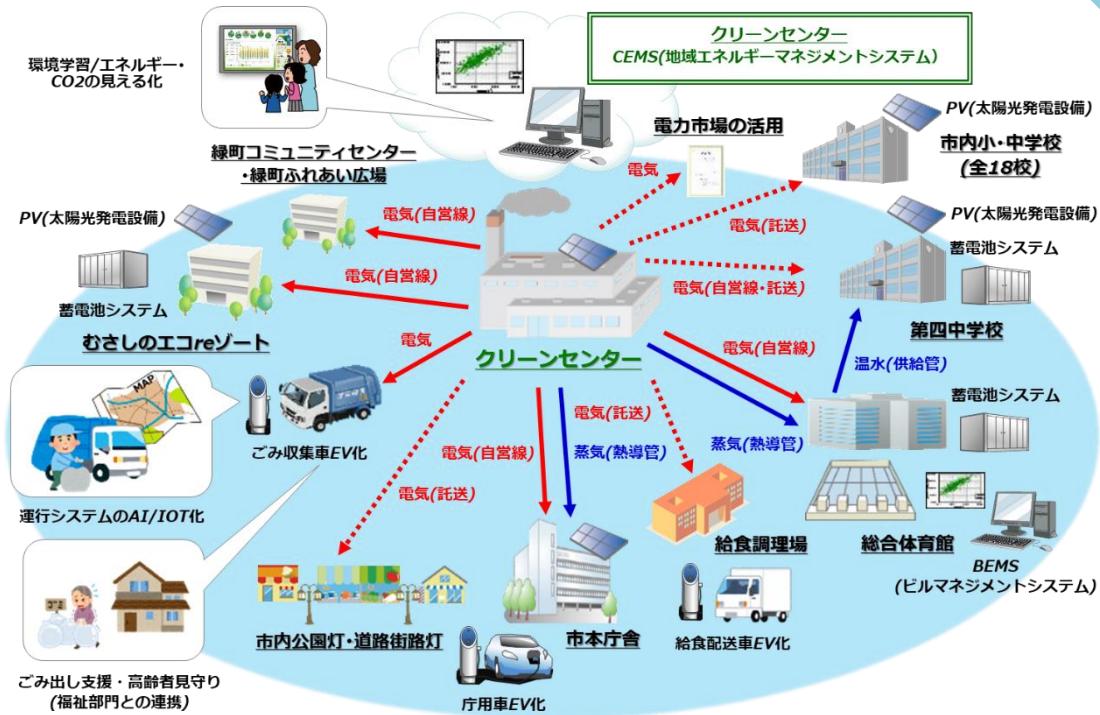 クリーンセンター
CEMS(地域エネルギーマネジメントシステム)
環境学習/エネルギー・
CO2の見える化
電力市場の活用
PV(太陽光発電設備)
市内小・中学校
(全18校)
緑町コミュニティセンター
・緑町ふれあい広場
電気
電気(自営線)
電気(託送)
PV(太陽光発電設備)
蓄電池システム
PV(太陽光発電設備)
蓄電池システム
電気(自営線)
電気(自営線・託送)
第四中学校
むさしのエコreゾート
電気
クリーンセンター
電気(自営線)
温水(供給管)
蓄電池システム
MAP
ごみ収集車EV化
電気(託送)
電気(自営線)
蒸気(熱導管)
蒸気(熱導管)
運行システムのAI/IOT化
電気(託送)
給食調理場
総合体育館
BEMS
(ビルマネジメントシステム)
市内公園灯・道路街路灯
市本庁舎
給食配送車EV化
ごみ出し支援・高齢者見守り
(福祉部門との連携)
庁用車EV化